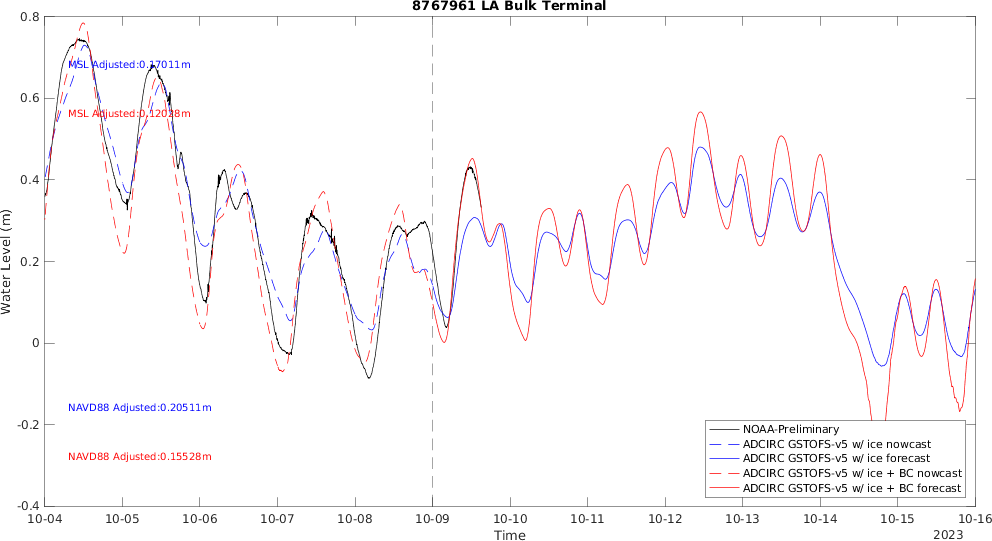 8767961 LA Bulk Terminal
0.8
0.6
0.4
0.2
0
-0.2
-0.4
Water Level (m)
MSL Adjusted:0.17011m
MSL Adjusted:0.12028m
NAVD88 Adjusted:0.20511m
NAVD88 Adjusted:0.15528m
NOAA-Preliminary
ADCIRC GSTOFS-v5 w/ ice nowcast
ADCIRC GSTOFS-v5 w/ ice forecast
ADCIRC GSTOFS-v5 w/ ice + BC nowcast
ADCIRC GSTOFS-v5 w/ ice + BC forecast
10-04 10-05 10-06 10-07 10-08 10-09 10-10 10-11 10-12 10-13 10-14 10-15 10-16
Time
2023